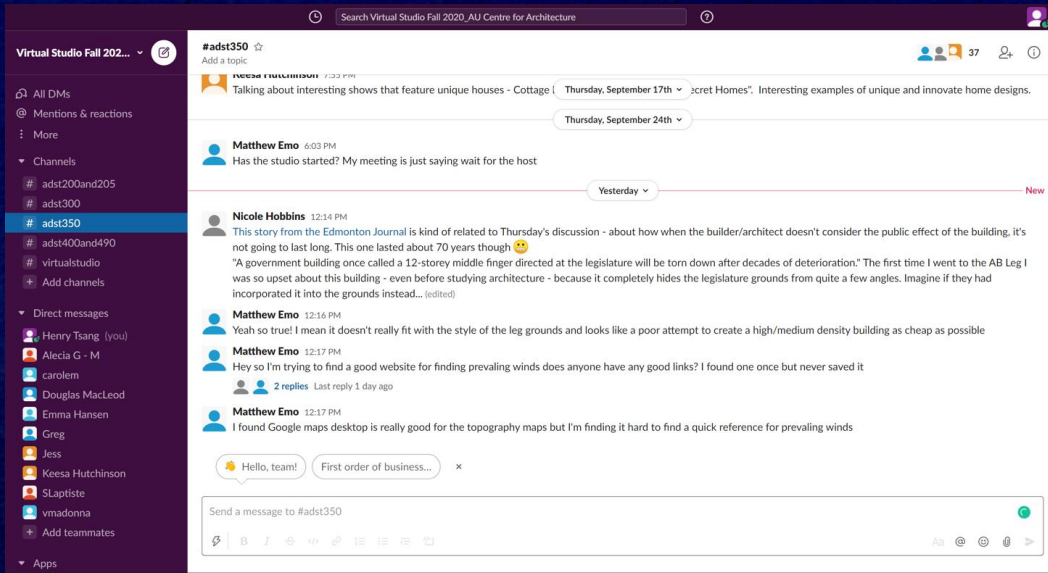 Search Virtual Studio Fall 2020_AU Centre for Architecture
Virtual Studio Fall 202...
All DMs
@ Mentions & reactions
More
Channels
# adst200and205
# adst300
# adst350
# adst400and490
# virtualstudio
+ Add channels
Direct messages
Henry Tsang (you)
Alecia G - M
carolem
Douglas MacLeod
Emma Hansen
Greg
Jess
Keesa Hutchinson
SLaptiste
vmadonna
+ Add teammates
Apps
#adst350
Add a topic
37
Keesa Hutchinson 7:55 PM
Talking about interesting shows that feature unique houses - Cottage
Thursday, September 17th
ecret Homes". Interesting examples of unique and innovate home designs.
Thursday, September 24th
Matthew Emo 6:03 PM
Has the studio started? My meeting is just saying wait for the host
Yesterday
New
Nicole Hobbins 12:14 PM
This story from the Edmonton Journal is kind of related to Thursday's discussion - about how when the builder/architect doesn't consider the public effect of the building, it's
not going to last long. This one lasted about 70 years though 😬
"A government building once called a 12-storey middle finger directed at the legislature will be torn down after decades of deterioration." The first time I went to the AB Leg I
was so upset about this building - even before studying architecture - because it completely hides the legislature grounds from quite a few angles. Imagine if they had
incorporated it into the grounds instead... (edited)
Matthew Emo 12:16 PM
Yeah so true! I mean it doesn't really fit with the style of the leg grounds and looks like a poor attempt to create a high/medium density building as cheap as possible
Matthew Emo 12:17 PM
Hey so I'm trying to find a good website for finding prevaling winds does anyone have any good links? I found one once but never saved it
2 replies Last reply 1 day ago
Matthew Emo 12:17 PM
I found Google maps desktop is really good for the topography maps but I'm finding it hard to find a quick reference for prevaling winds
👋 Hello, team!
First order of business...
×
Send a message to #adst350
B I S </>
Aa @